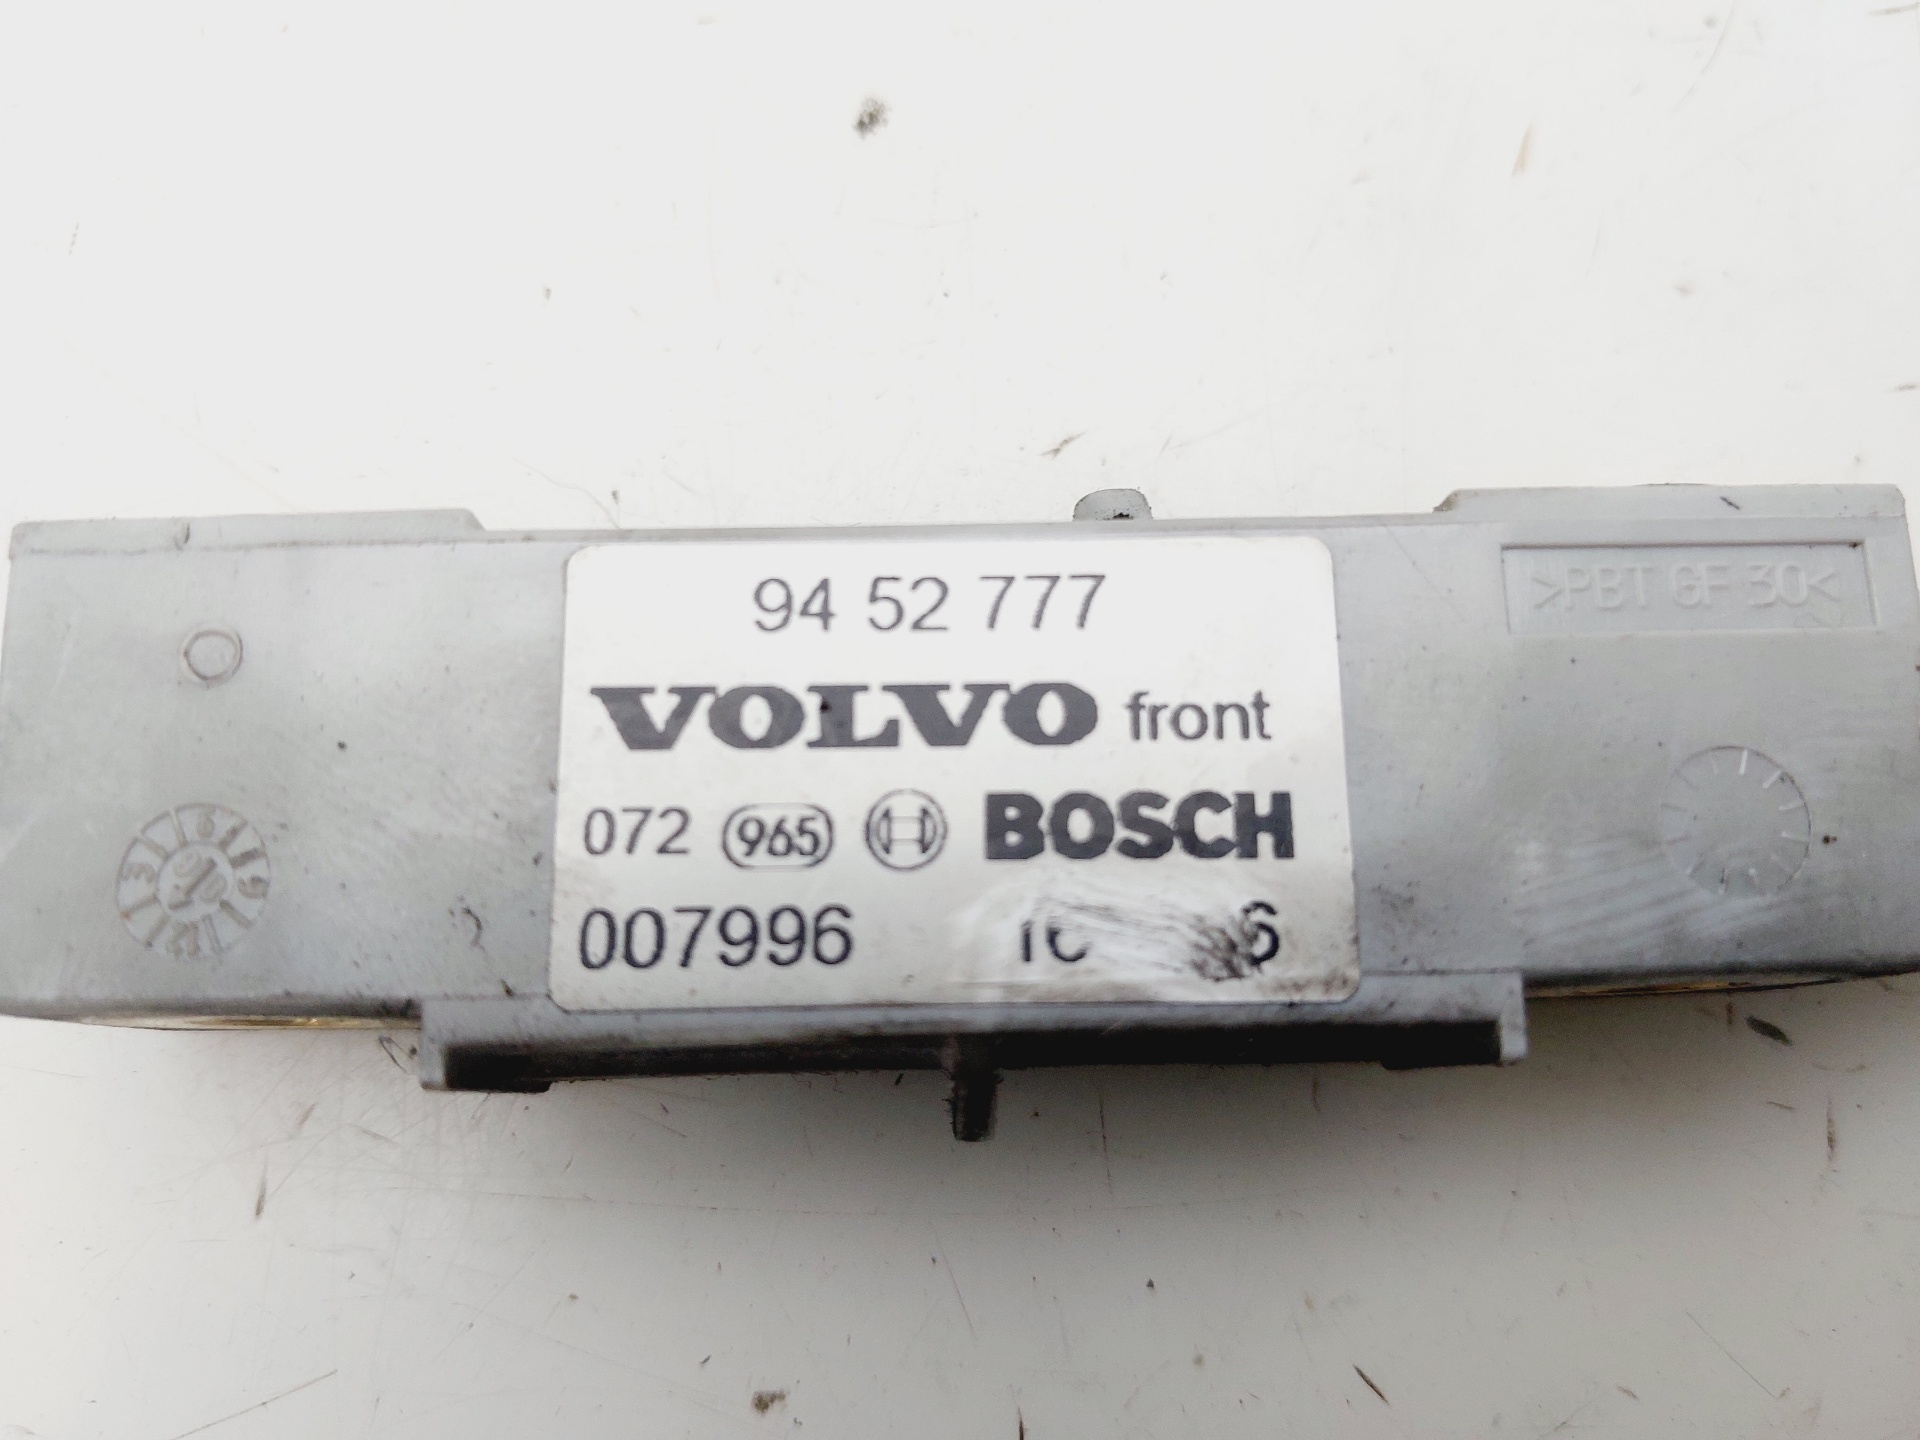 94 52 777
>PBT GF 30<
VOLVO front
072 965 BOSCH
007996